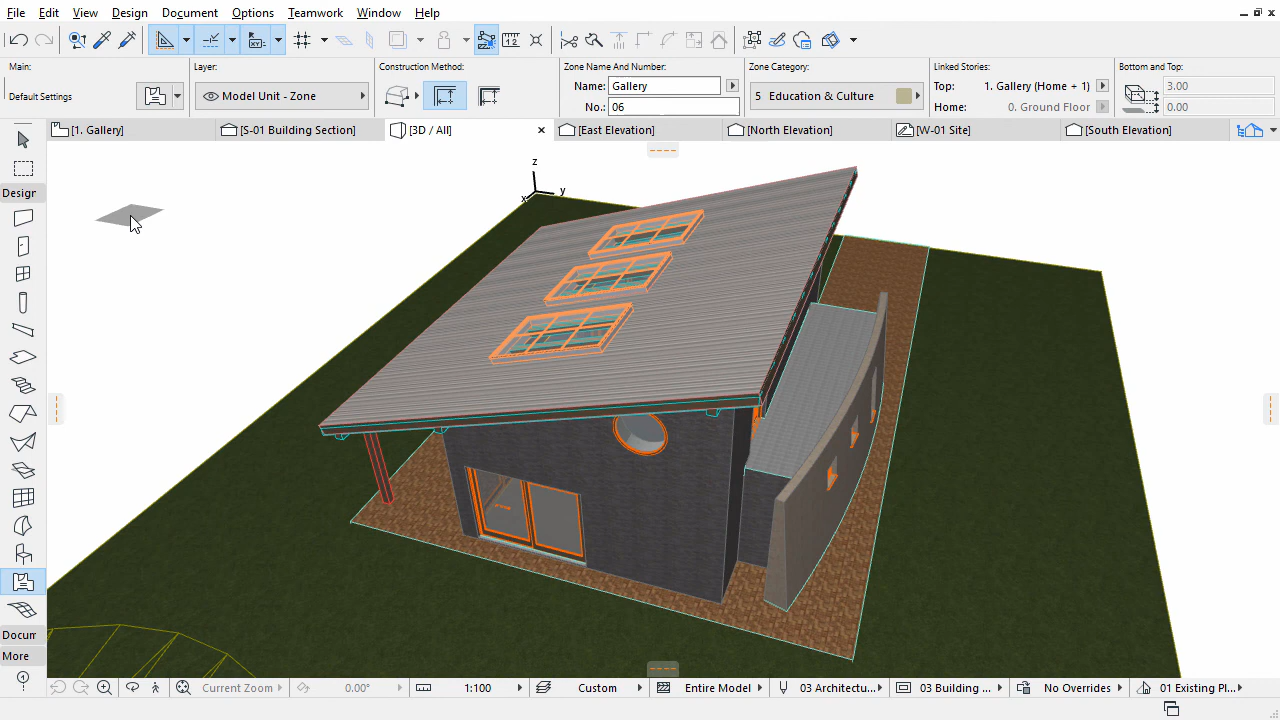 File Edit View Design Document Options Teamwork Window Help
Main:
Default Settings
Layer:
Model Unit - Zone
Construction Method:
Zone Name And Number:
Name: Gallery
No.: 06
Zone Category:
5 Education & Culture
Linked Stories:
Top: 1. Gallery (Home + 1)
Home: 0. Ground Floor
Bottom and Top:
3.00
0.00
[1. Gallery]
[S-01 Building Section]
[3D / All]
[East Elevation]
[North Elevation]
[W-01 Site]
[South Elevation]
Design
z
x
y
Docum
More
Current Zoom
0.00°
1:100
Custom
Entire Model
03 Architectu...
03 Building ...
No Overrides
01 Existing Pl...